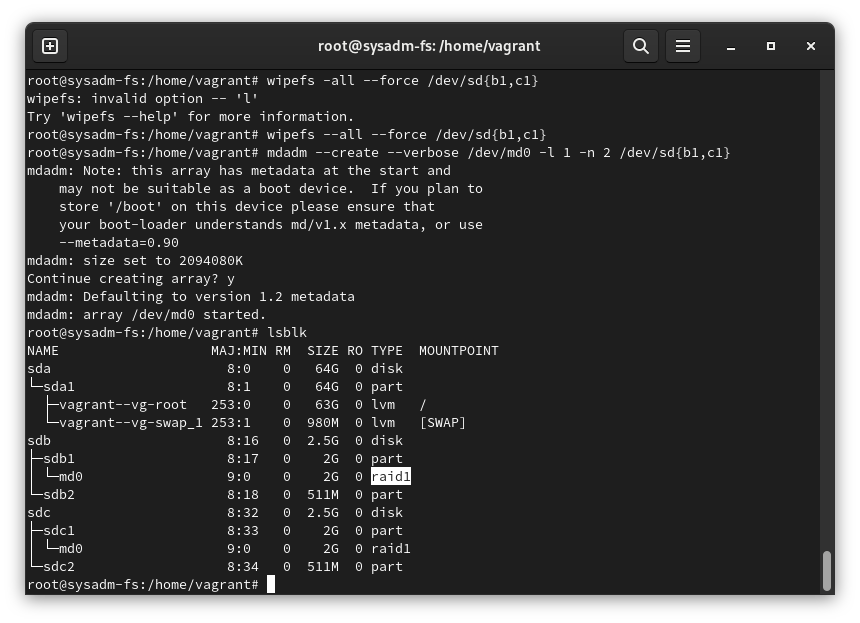 root@sysadm-fs: /home/vagrant
root@sysadm-fs:/home/vagrant# wipefs -all --force /dev/sd{b1,c1}
wipefs: invalid option -- 'l'
Try 'wipefs --help' for more information.
root@sysadm-fs:/home/vagrant# wipefs --all --force /dev/sd{b1,c1}
root@sysadm-fs:/home/vagrant# mdadm --create --verbose /dev/md0 -l 1 -n 2 /dev/sd{b1,c1}
mdadm: Note: this array has metadata at the start and
    may not be suitable as a boot device.  If you plan to
    store '/boot' on this device please ensure that
    your boot-loader understands md/v1.x metadata, or use
    --metadata=0.90
mdadm: size set to 2094080K
Continue creating array? y
mdadm: Defaulting to version 1.2 metadata
mdadm: array /dev/md0 started.
root@sysadm-fs:/home/vagrant# lsblk
NAME                   MAJ:MIN RM  SIZE RO TYPE  MOUNTPOINT
sda                      8:0    0   64G  0 disk
└─sda1                   8:1    0   64G  0 part
  ├─vagrant--vg-root   253:0    0   63G  0 lvm   /
  └─vagrant--vg-swap_1 253:1    0  980M  0 lvm   [SWAP]
sdb                      8:16   0  2.5G  0 disk
├─sdb1                   8:17   0    2G  0 part
│ └─md0                  9:0    0    2G  0 raid1
└─sdb2                   8:18   0  511M  0 part
sdc                      8:32   0  2.5G  0 disk
├─sdc1                   8:33   0    2G  0 part
│ └─md0                  9:0    0    2G  0 raid1
└─sdc2                   8:34   0  511M  0 part
root@sysadm-fs:/home/vagrant#